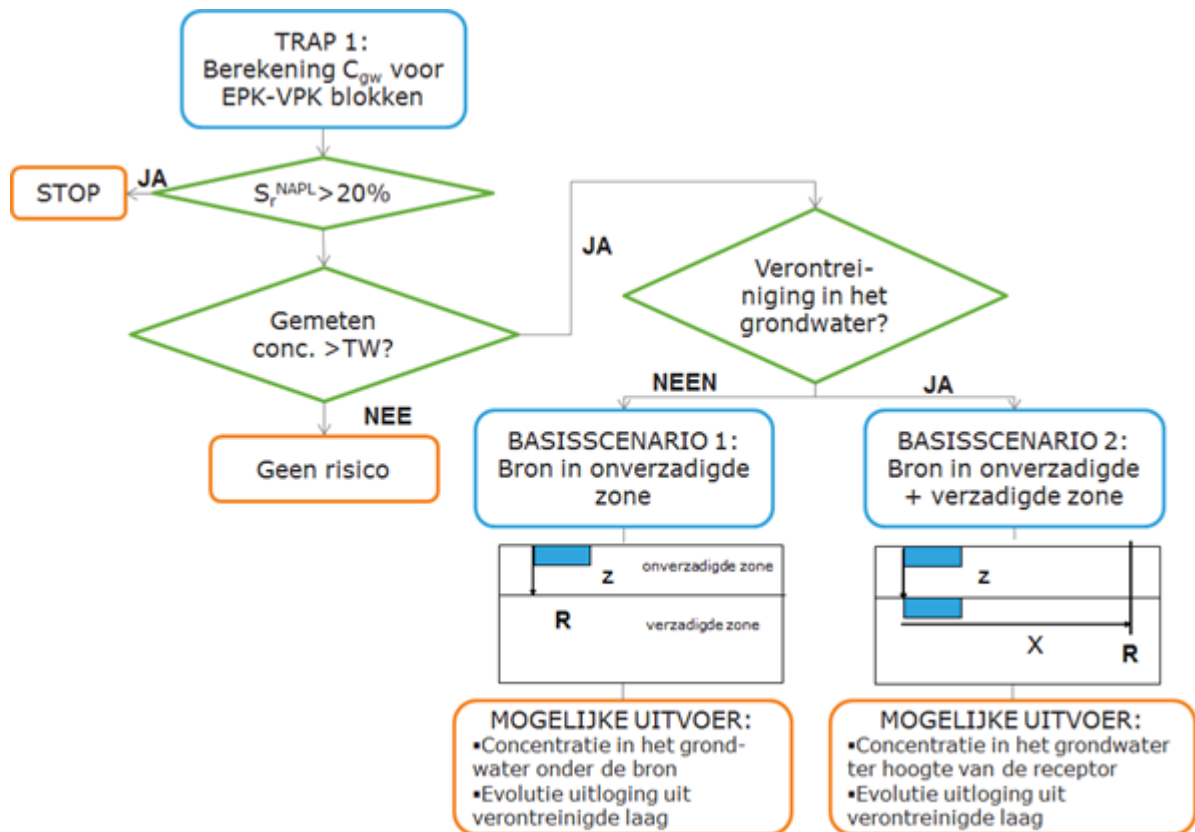 TRAP 1:
Berekening Cgw voor
EPK-VPK blokken
JA
STOP
SrNAPL>20%
JA
Gemeten
conc. >TW?
Verontrei-
niging in het
grondwater?
NEE
Geen risico
NEEN
JA
BASISSCENARIO 1:
Bron in onverzadigde
zone
BASISSCENARIO 2:
Bron in onverzadigde
+ verzadigde zone
z
onverzadigde zone
R
verzadigde zone
z
X
R
MOGELIJKE UITVOER:
▪Concentratie in het grond-
water onder de bron
▪Evolutie uitloging uit
verontreinigde laag
MOGELIJKE UITVOER:
▪Concentratie in het grondwater
ter hoogte van de receptor
▪Evolutie uitloging uit
verontreinigde laag